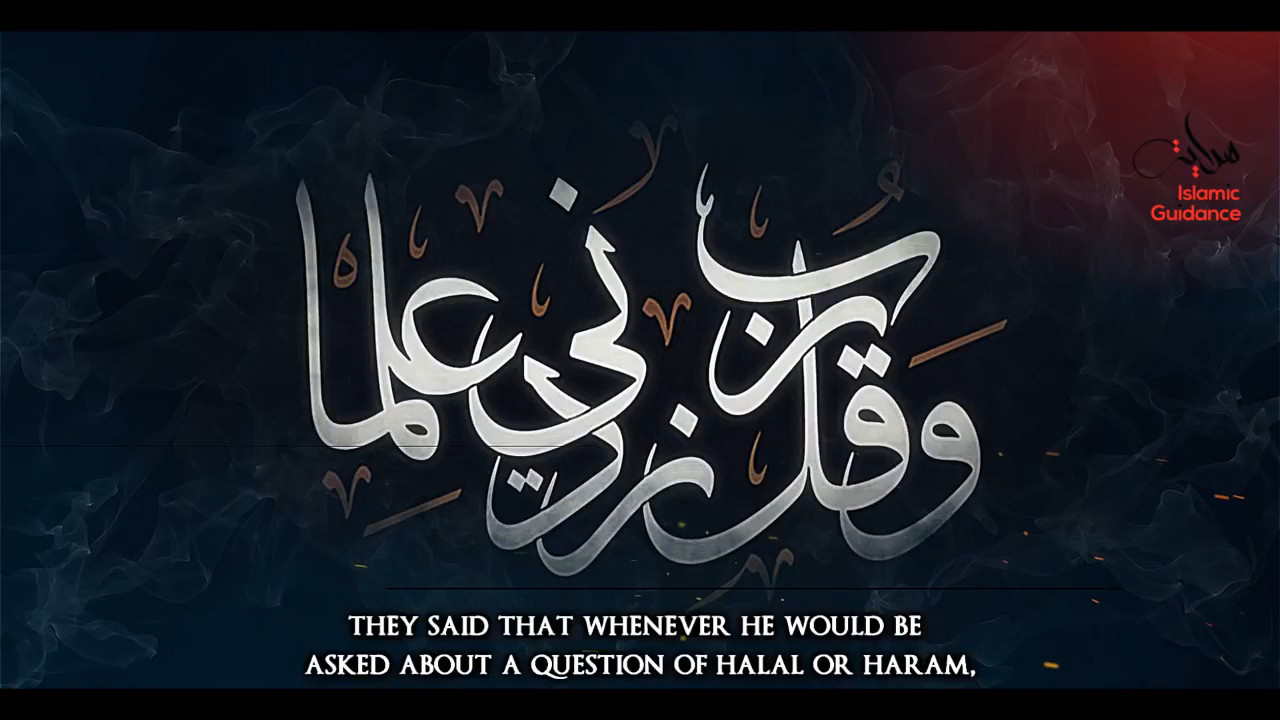 هداية
Islamic
Guidance
وقل رب زدني علما
THEY SAID THAT WHENEVER HE WOULD BE
ASKED ABOUT A QUESTION OF HALAL OR HARAM,